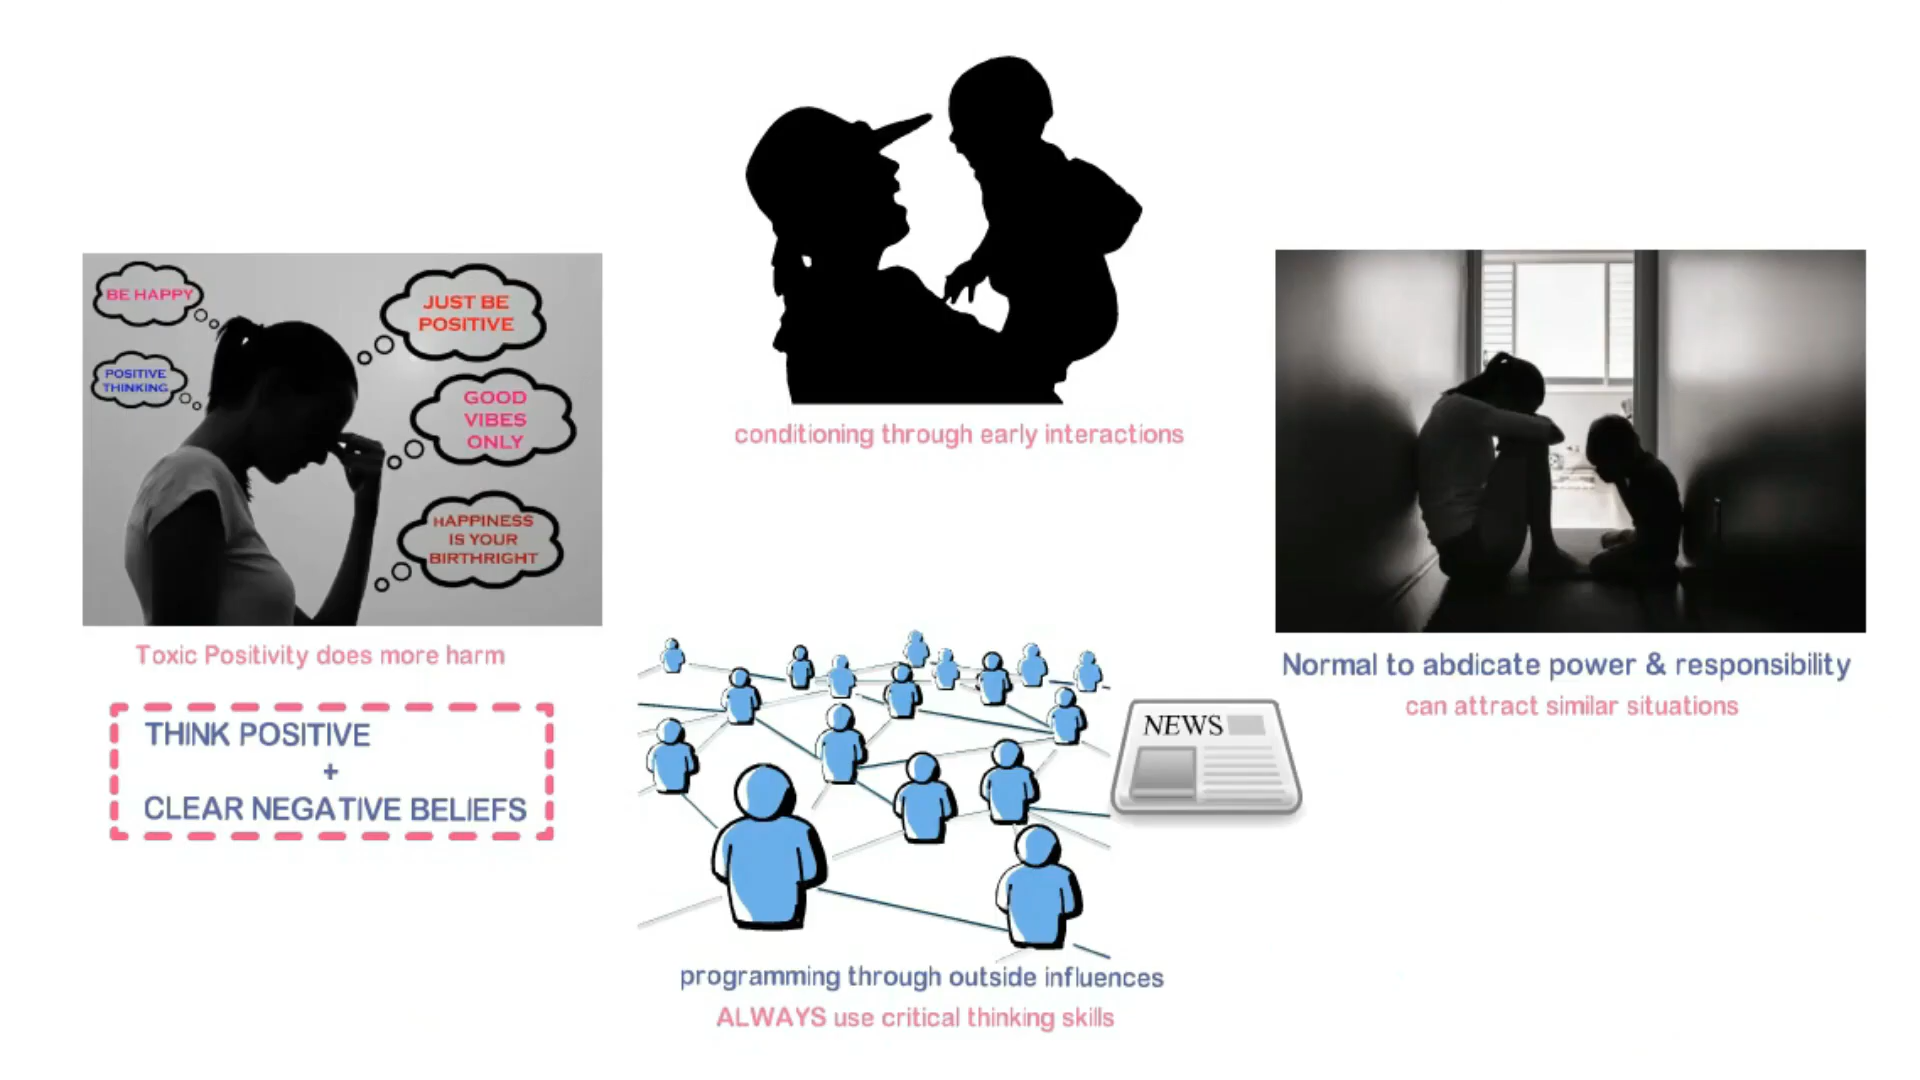 BE HAPPY
POSITIVE
THINKING
JUST BE
POSITIVE
GOOD
VIBES
ONLY
HAPPINESS
IS YOUR
BIRTHRIGHT
Toxic Positivity does more harm
THINK POSITIVE
+
CLEAR NEGATIVE BELIEFS
conditioning through early interactions
NEWS
programming through outside influences
ALWAYS use critical thinking skills
Normal to abdicate power & responsibility
can attract similar situations